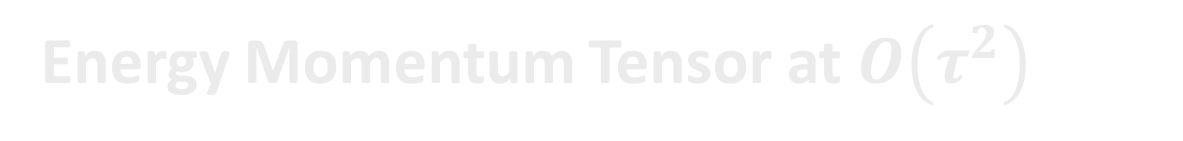 Energy Momentum Tensor at O(τ²)